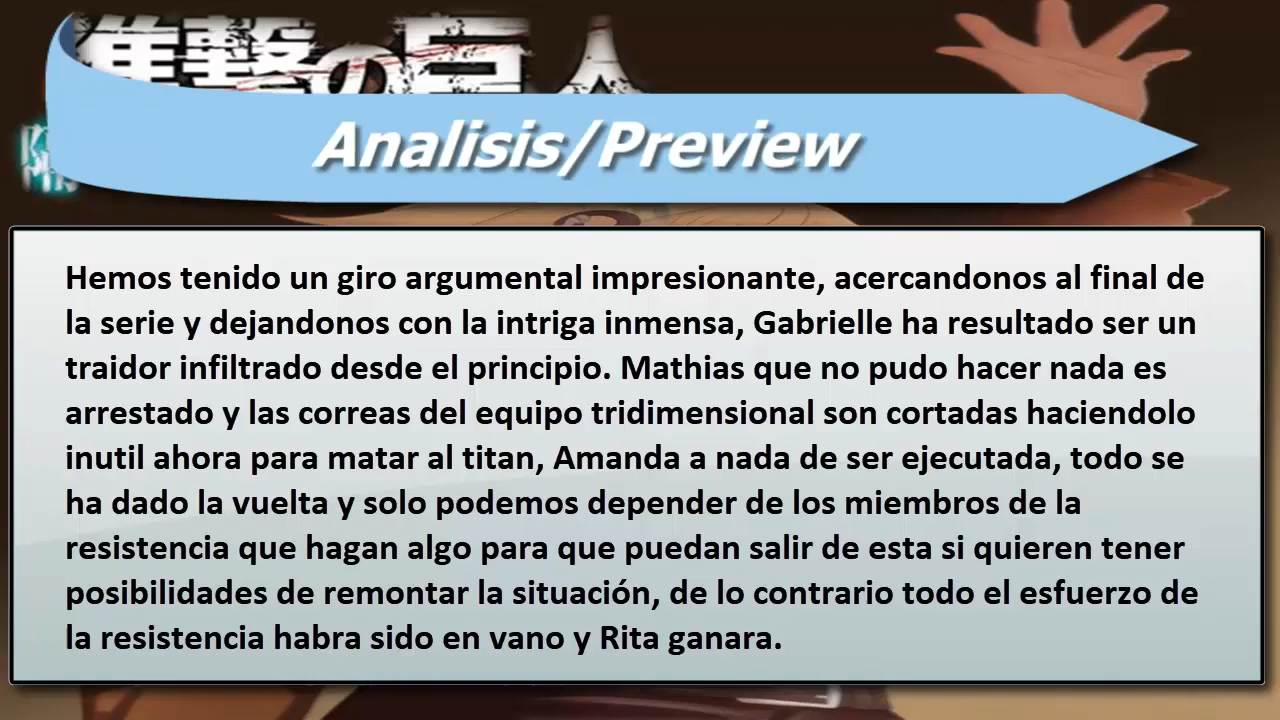 進撃の巨人
Analisis/Preview
Hemos tenido un giro argumental impresionante, acercandonos al final de
la serie y dejandonos con la intriga inmensa, Gabrielle ha resultado ser un
traidor infiltrado desde el principio. Mathias que no pudo hacer nada es
arrestado y las correas del equipo tridimensional son cortadas haciendolo
inutil ahora para matar al titan, Amanda a nada de ser ejecutada, todo se
ha dado la vuelta y solo podemos depender de los miembros de la
resistencia que hagan algo para que puedan salir de esta si quieren tener
posibilidades de remontar la situación, de lo contrario todo el esfuerzo de
la resistencia habra sido en vano y Rita ganara.